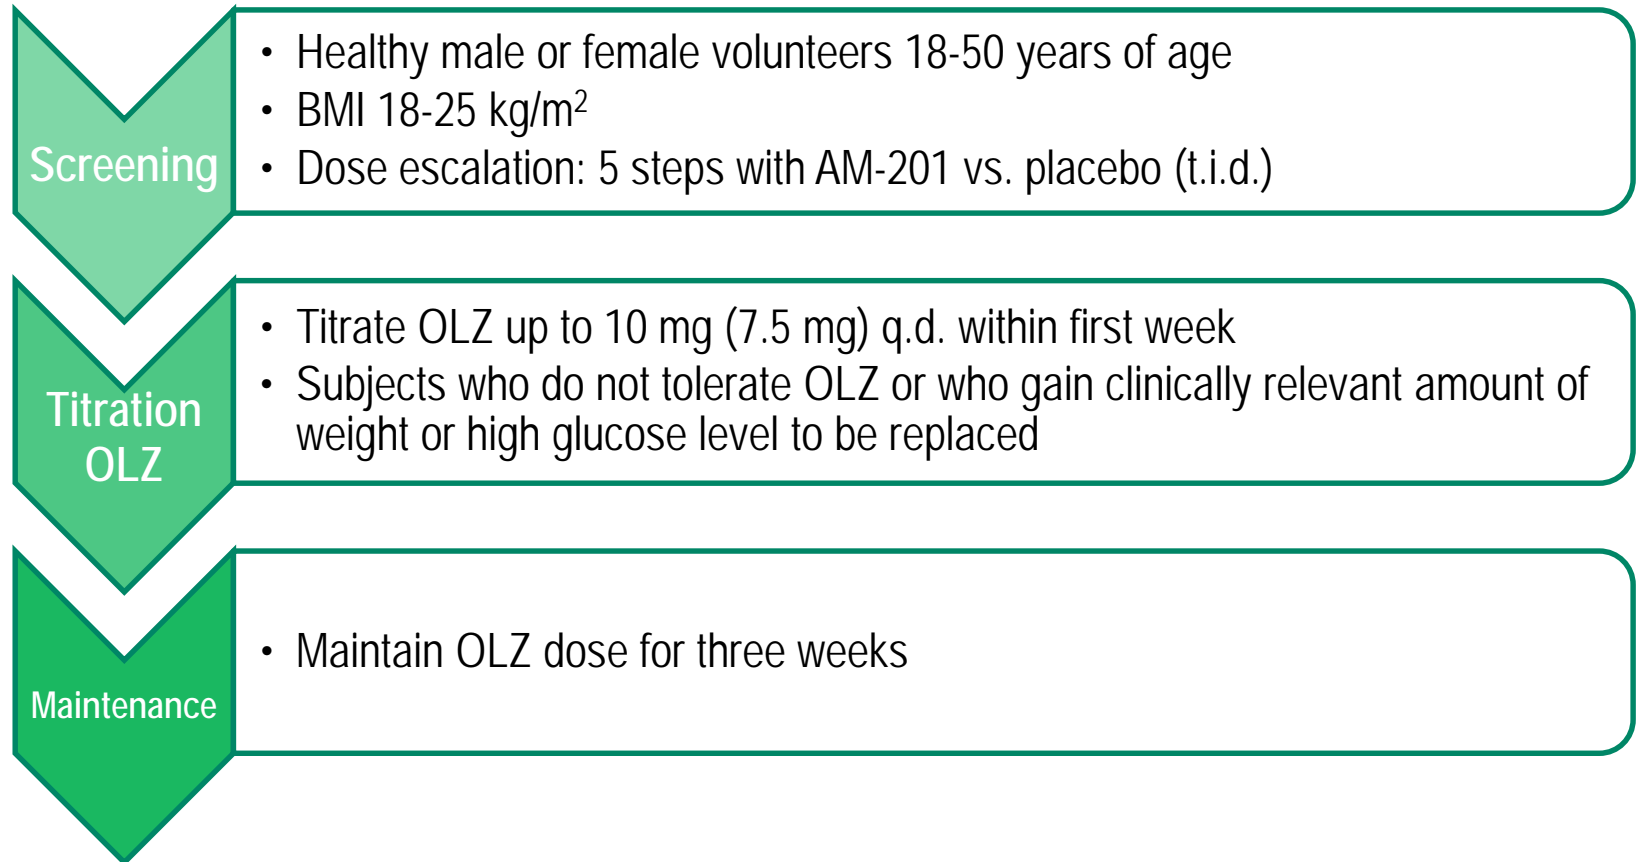 Screening
• Healthy male or female volunteers 18-50 years of age
• BMI 18-25 kg/m²
• Dose escalation: 5 steps with AM-201 vs. placebo (t.i.d.)
Titration
OLZ
• Titrate OLZ up to 10 mg (7.5 mg) q.d. within first week
• Subjects who do not tolerate OLZ or who gain clinically relevant amount of
weight or high glucose level to be replaced
Maintenance
• Maintain OLZ dose for three weeks